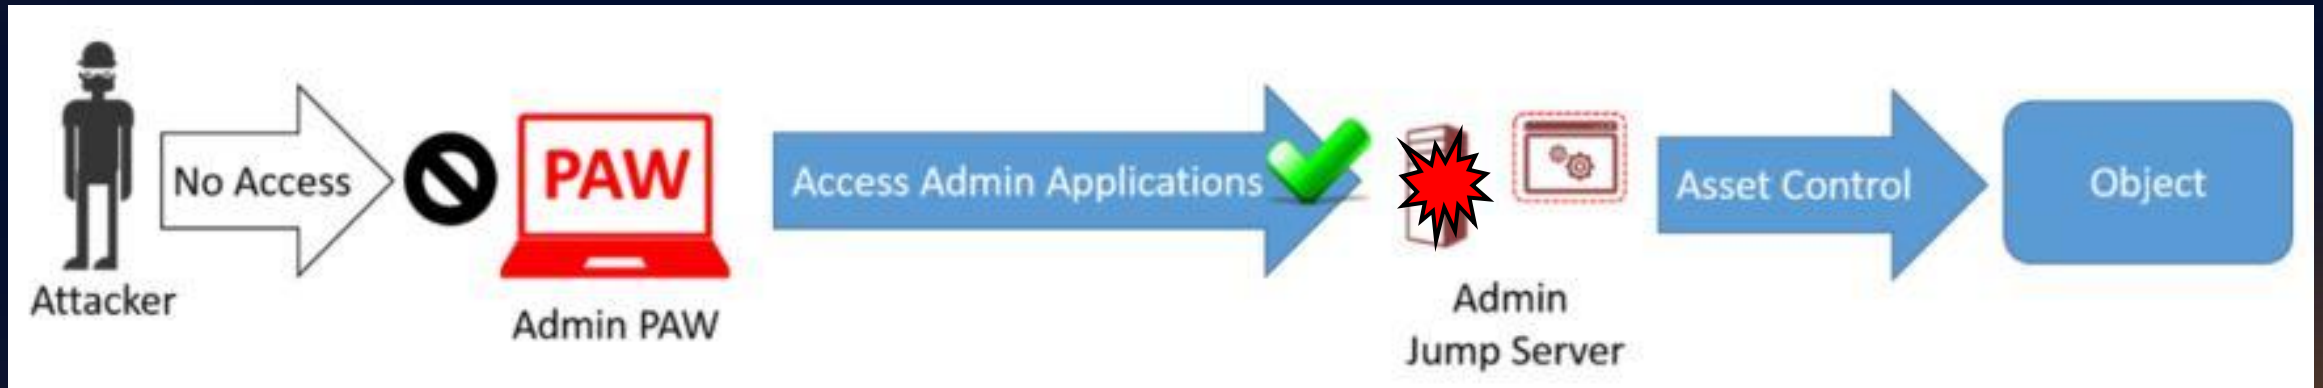 Attacker
No Access
PAW
Admin PAW
Access Admin Applications
Admin
Jump Server
Asset Control
Object